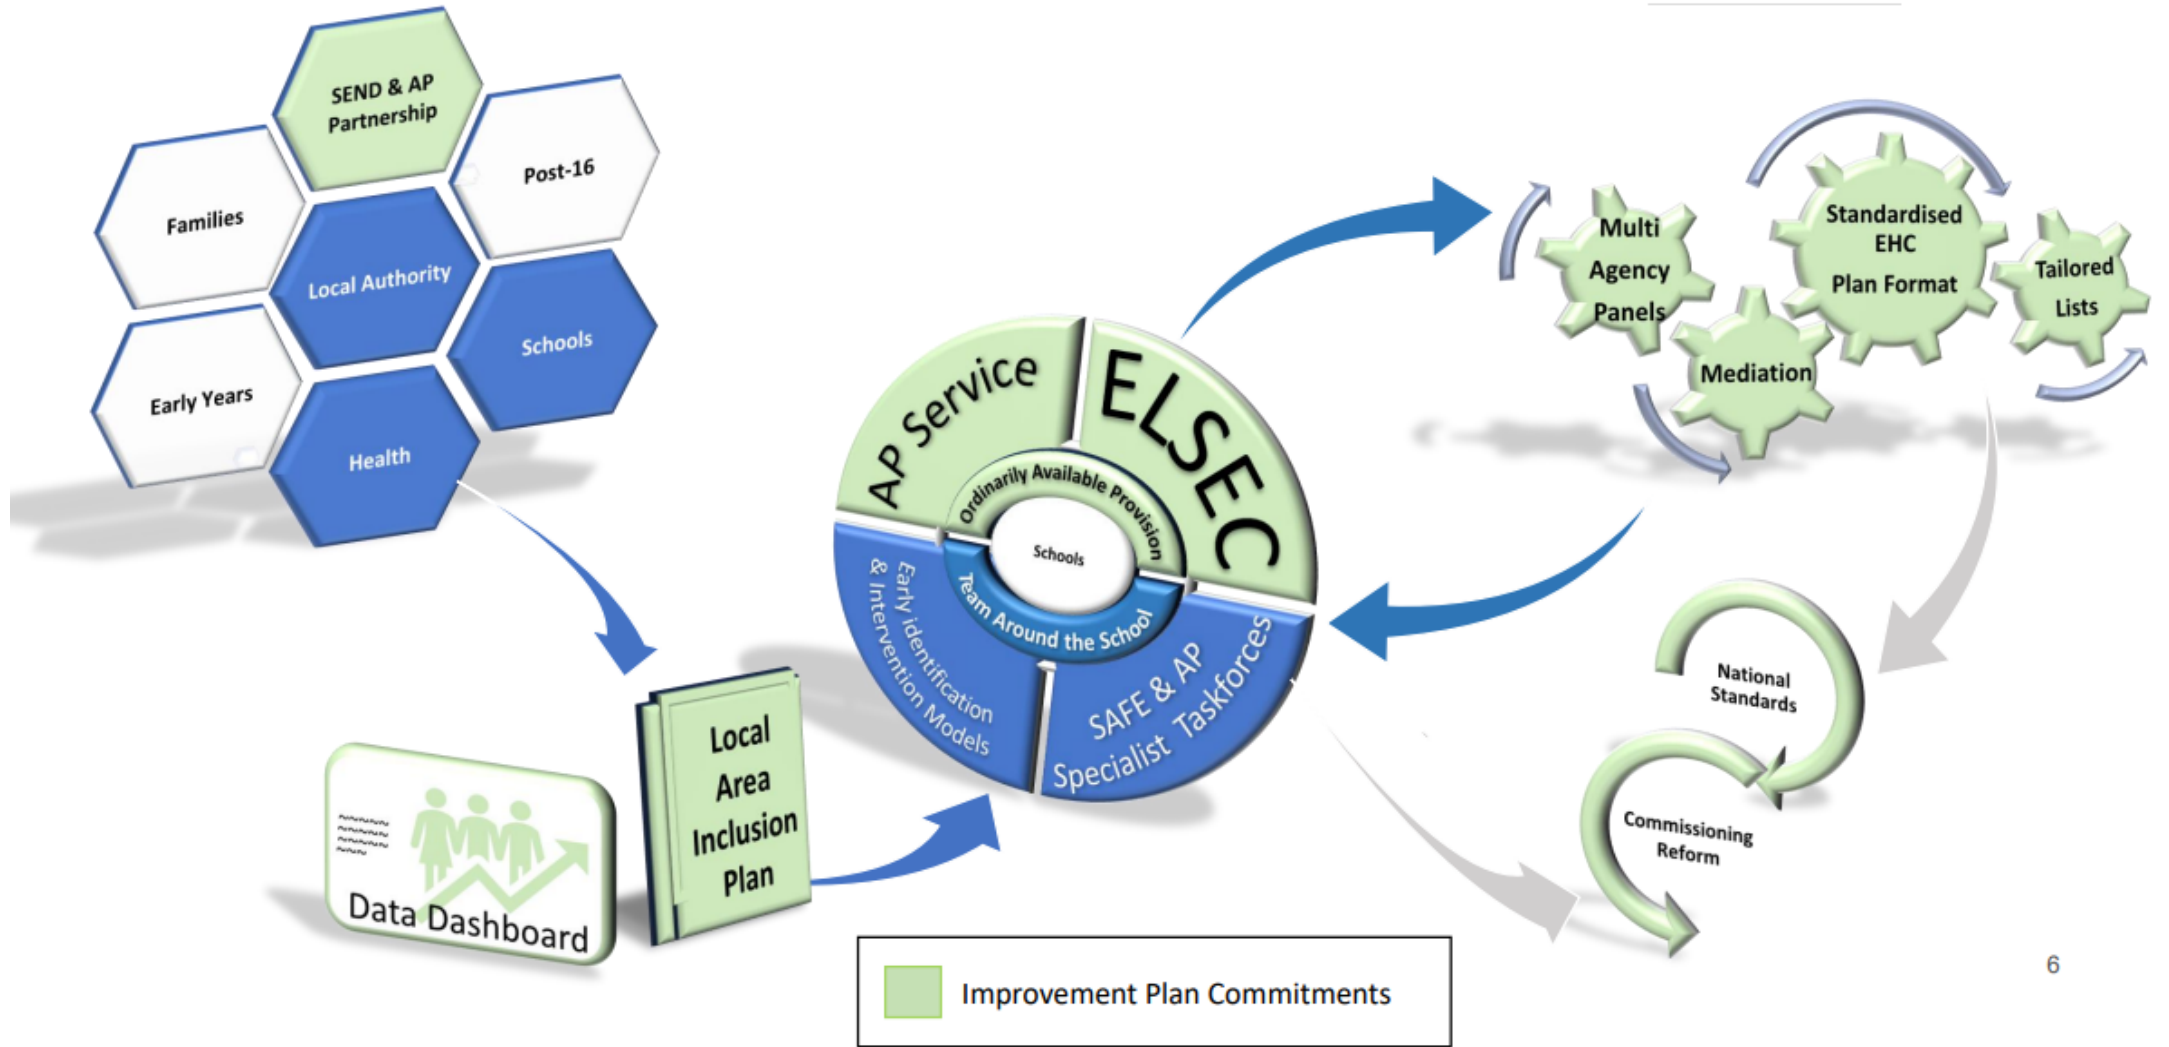 SEND & AP
Partnership
Post-16
Families
Local Authority
Schools
Early Years
Health
Local
Area
Inclusion
Plan
Data Dashboard
AP Service
ELSEC
Ordinarily Available Provision
Schools
Team Around the School
Early identification
& Intervention Models
SAFE & AP
Specialist Taskforces
Multi
Agency
Panels
Mediation
Standardised
EHC
Plan Format
Tailored
Lists
National
Standards
Commissioning
Reform
Improvement Plan Commitments
6